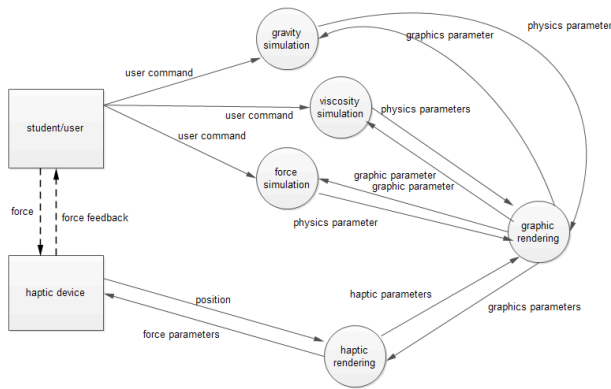 gravity
simulation
physics parameter
graphics parameter
user command
student/user
user command
viscosity
simulation
physics parameters
user command
force
simulation
graphic parameter
graphic parameter
physics parameter
graphic
rendering
force
force feedback
haptic device
position
haptic parameters
force parameters
graphics parameters
haptic
rendering